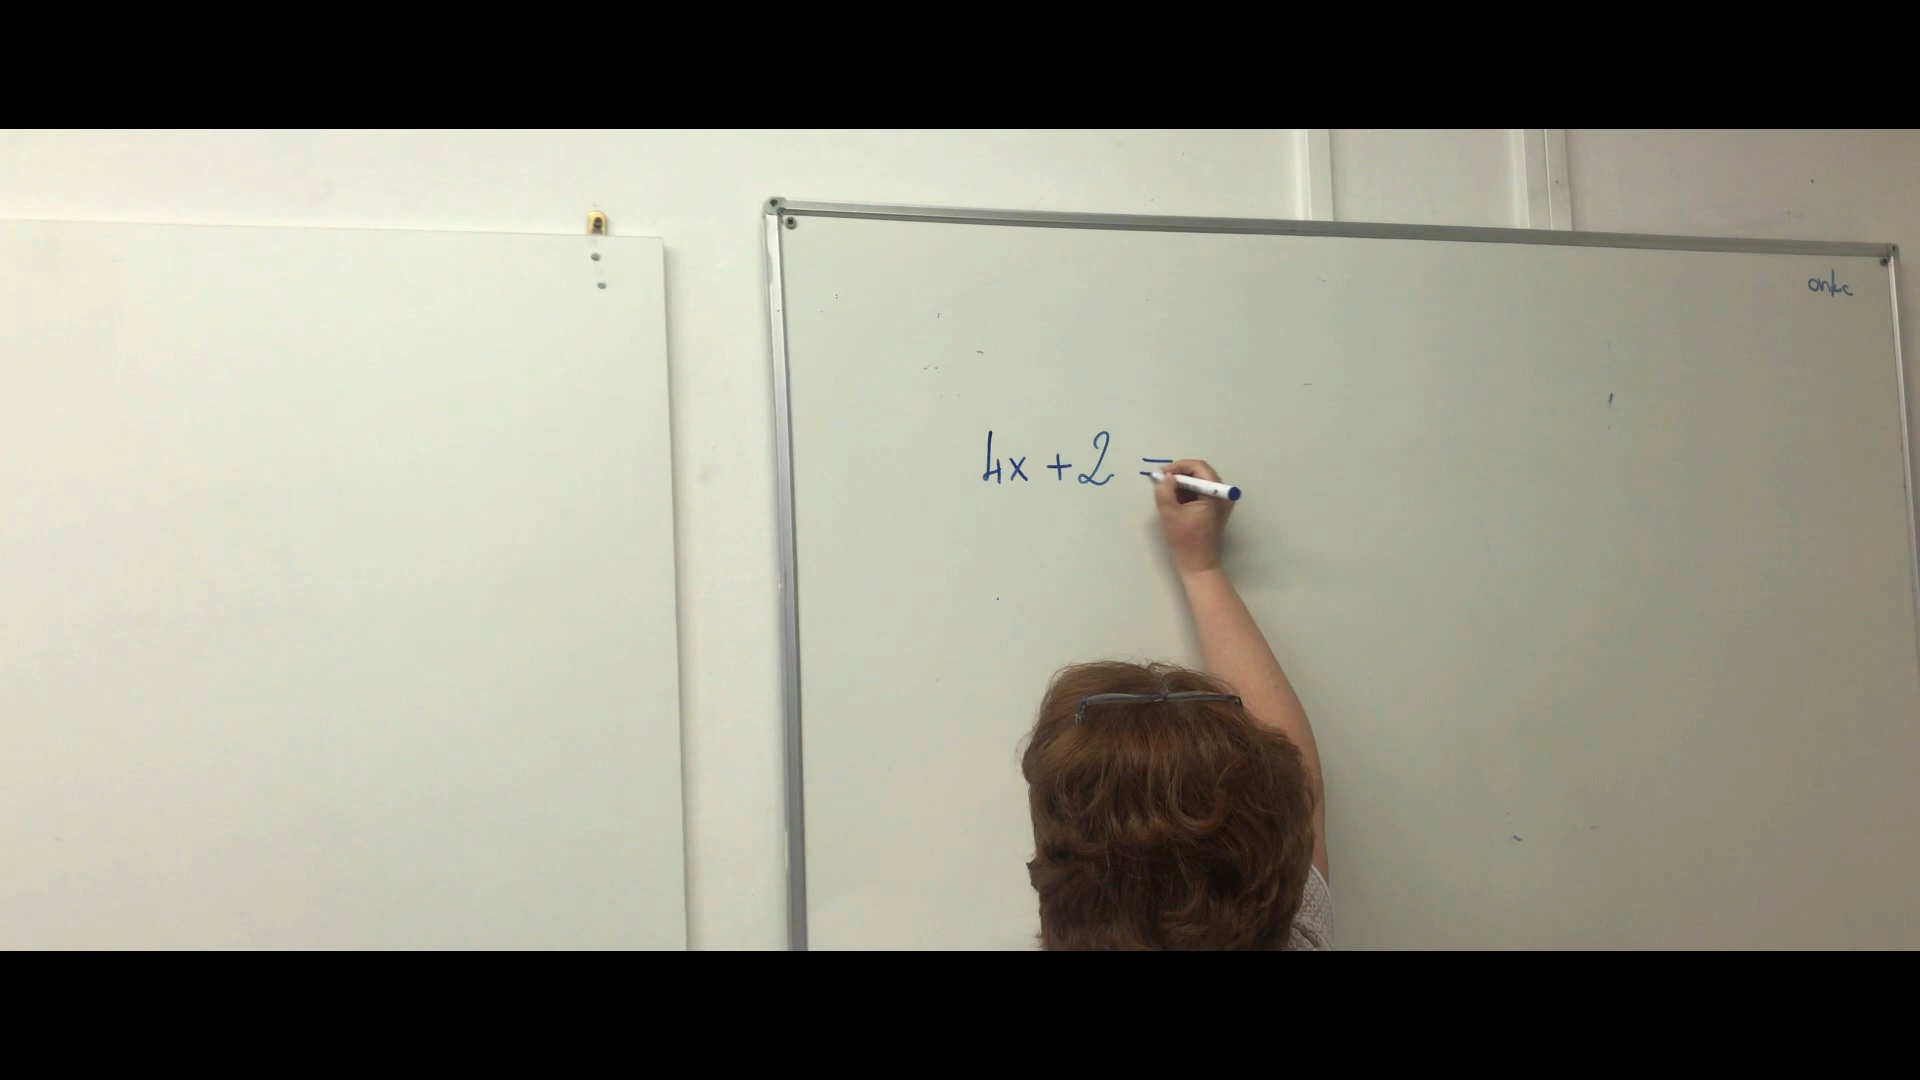 4x + 2 =